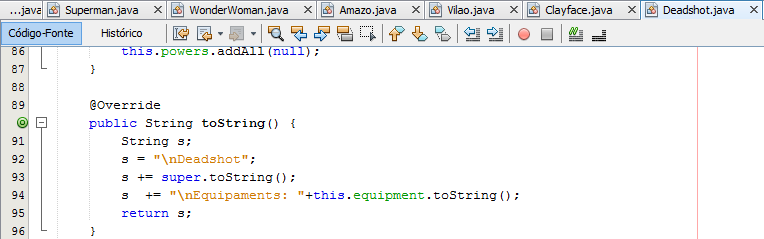 ...java Superman.java WonderWoman.java Amazo.java Vilao.java Clayface.java Deadshot.java
Código-Fonte Histórico
86 this.powers.addAll(null);
87 }
88
89 @Override
public String toString() {
91 String s;
92 s = "\nDeadshot";
93 s += super.toString();
94 s  += "\nEquipaments: "+this.equipment.toString();
95 return s;
96 }